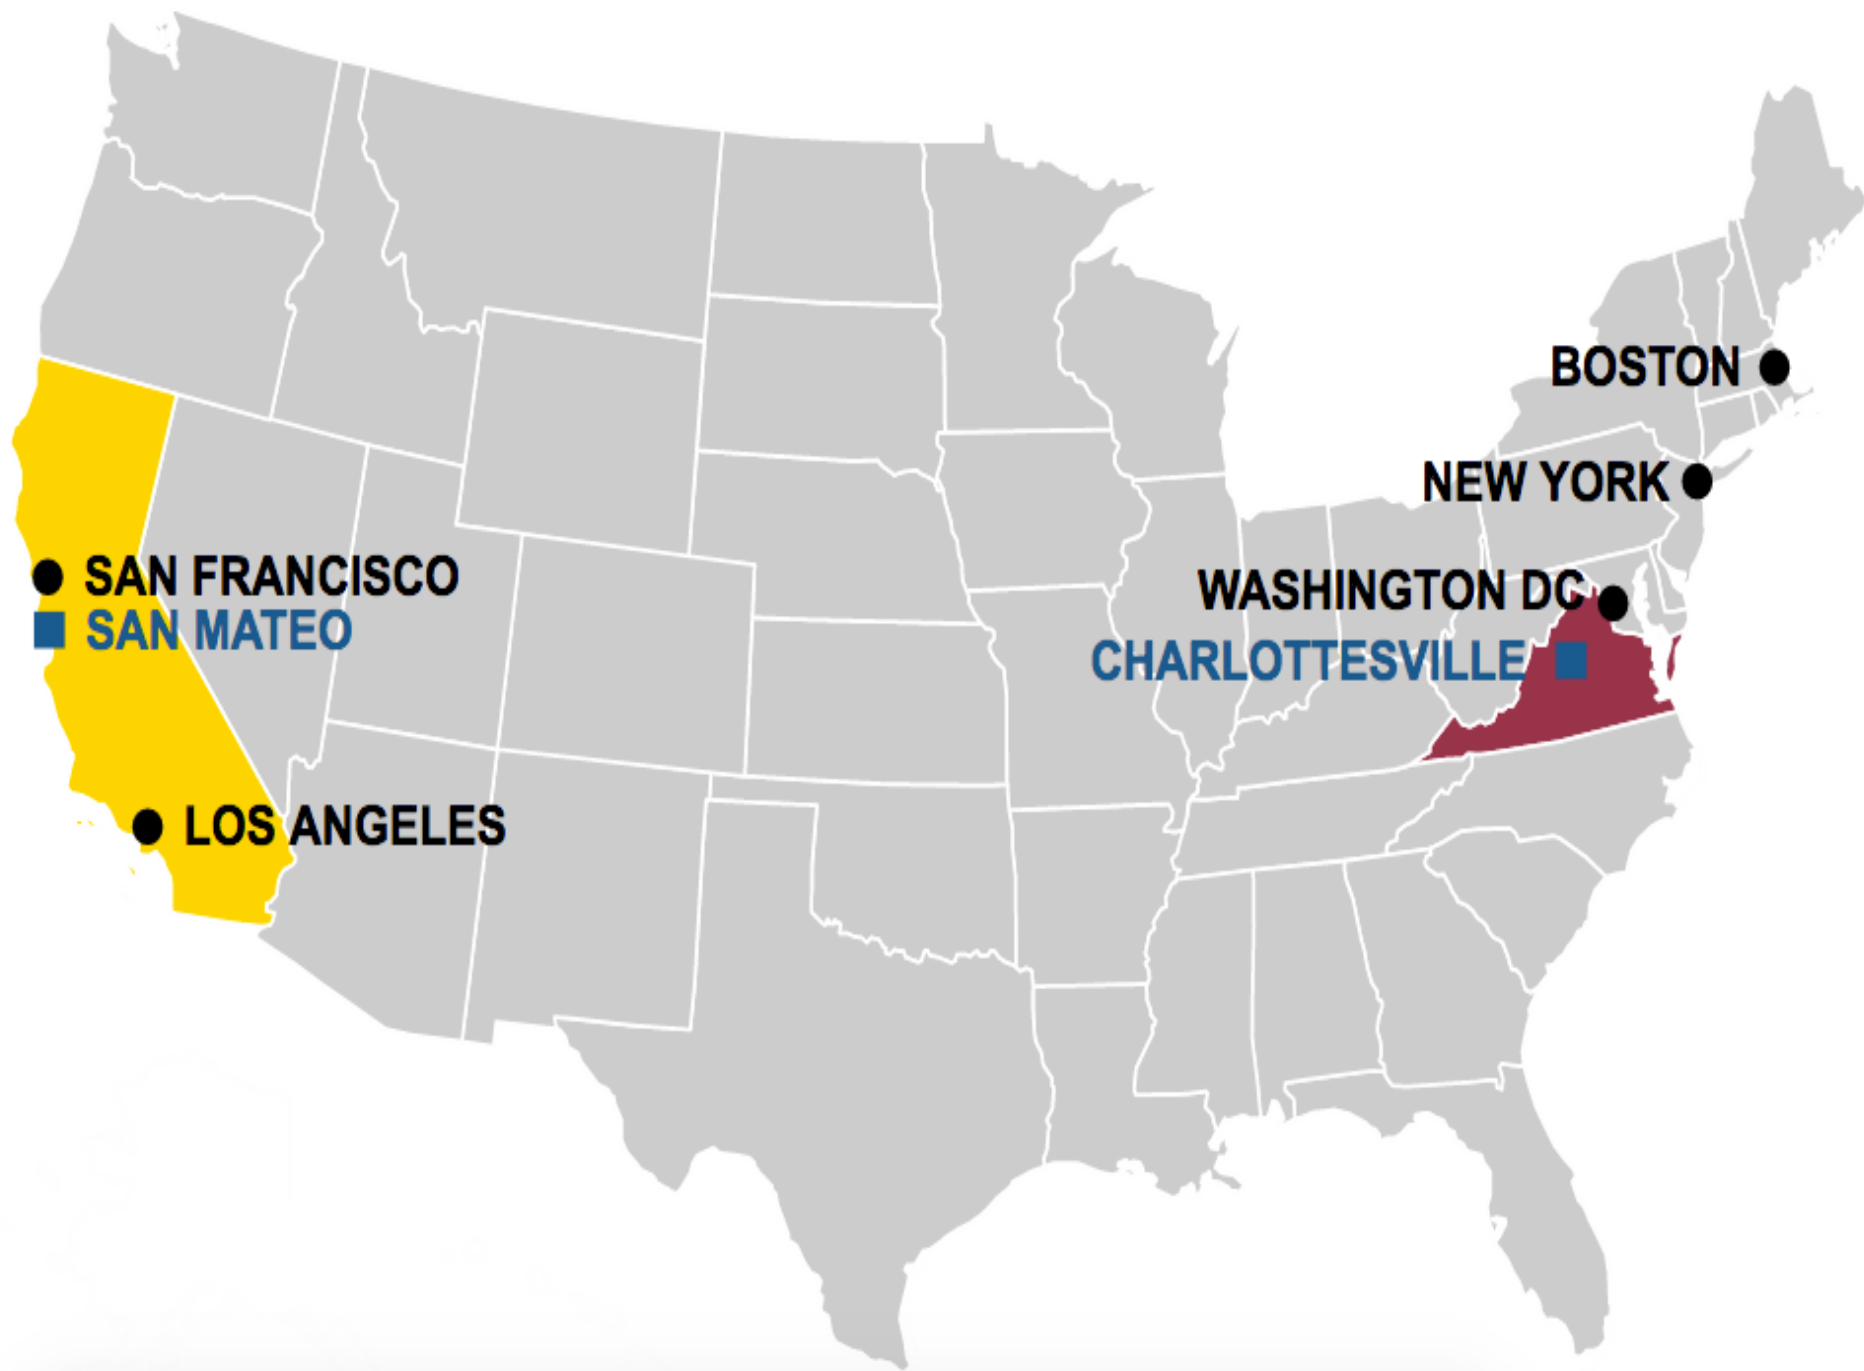 BOSTON
NEW YORK
SAN FRANCISCO
WASHINGTON DC
SAN MATEO
CHARLOTTESVILLE
LOS ANGELES